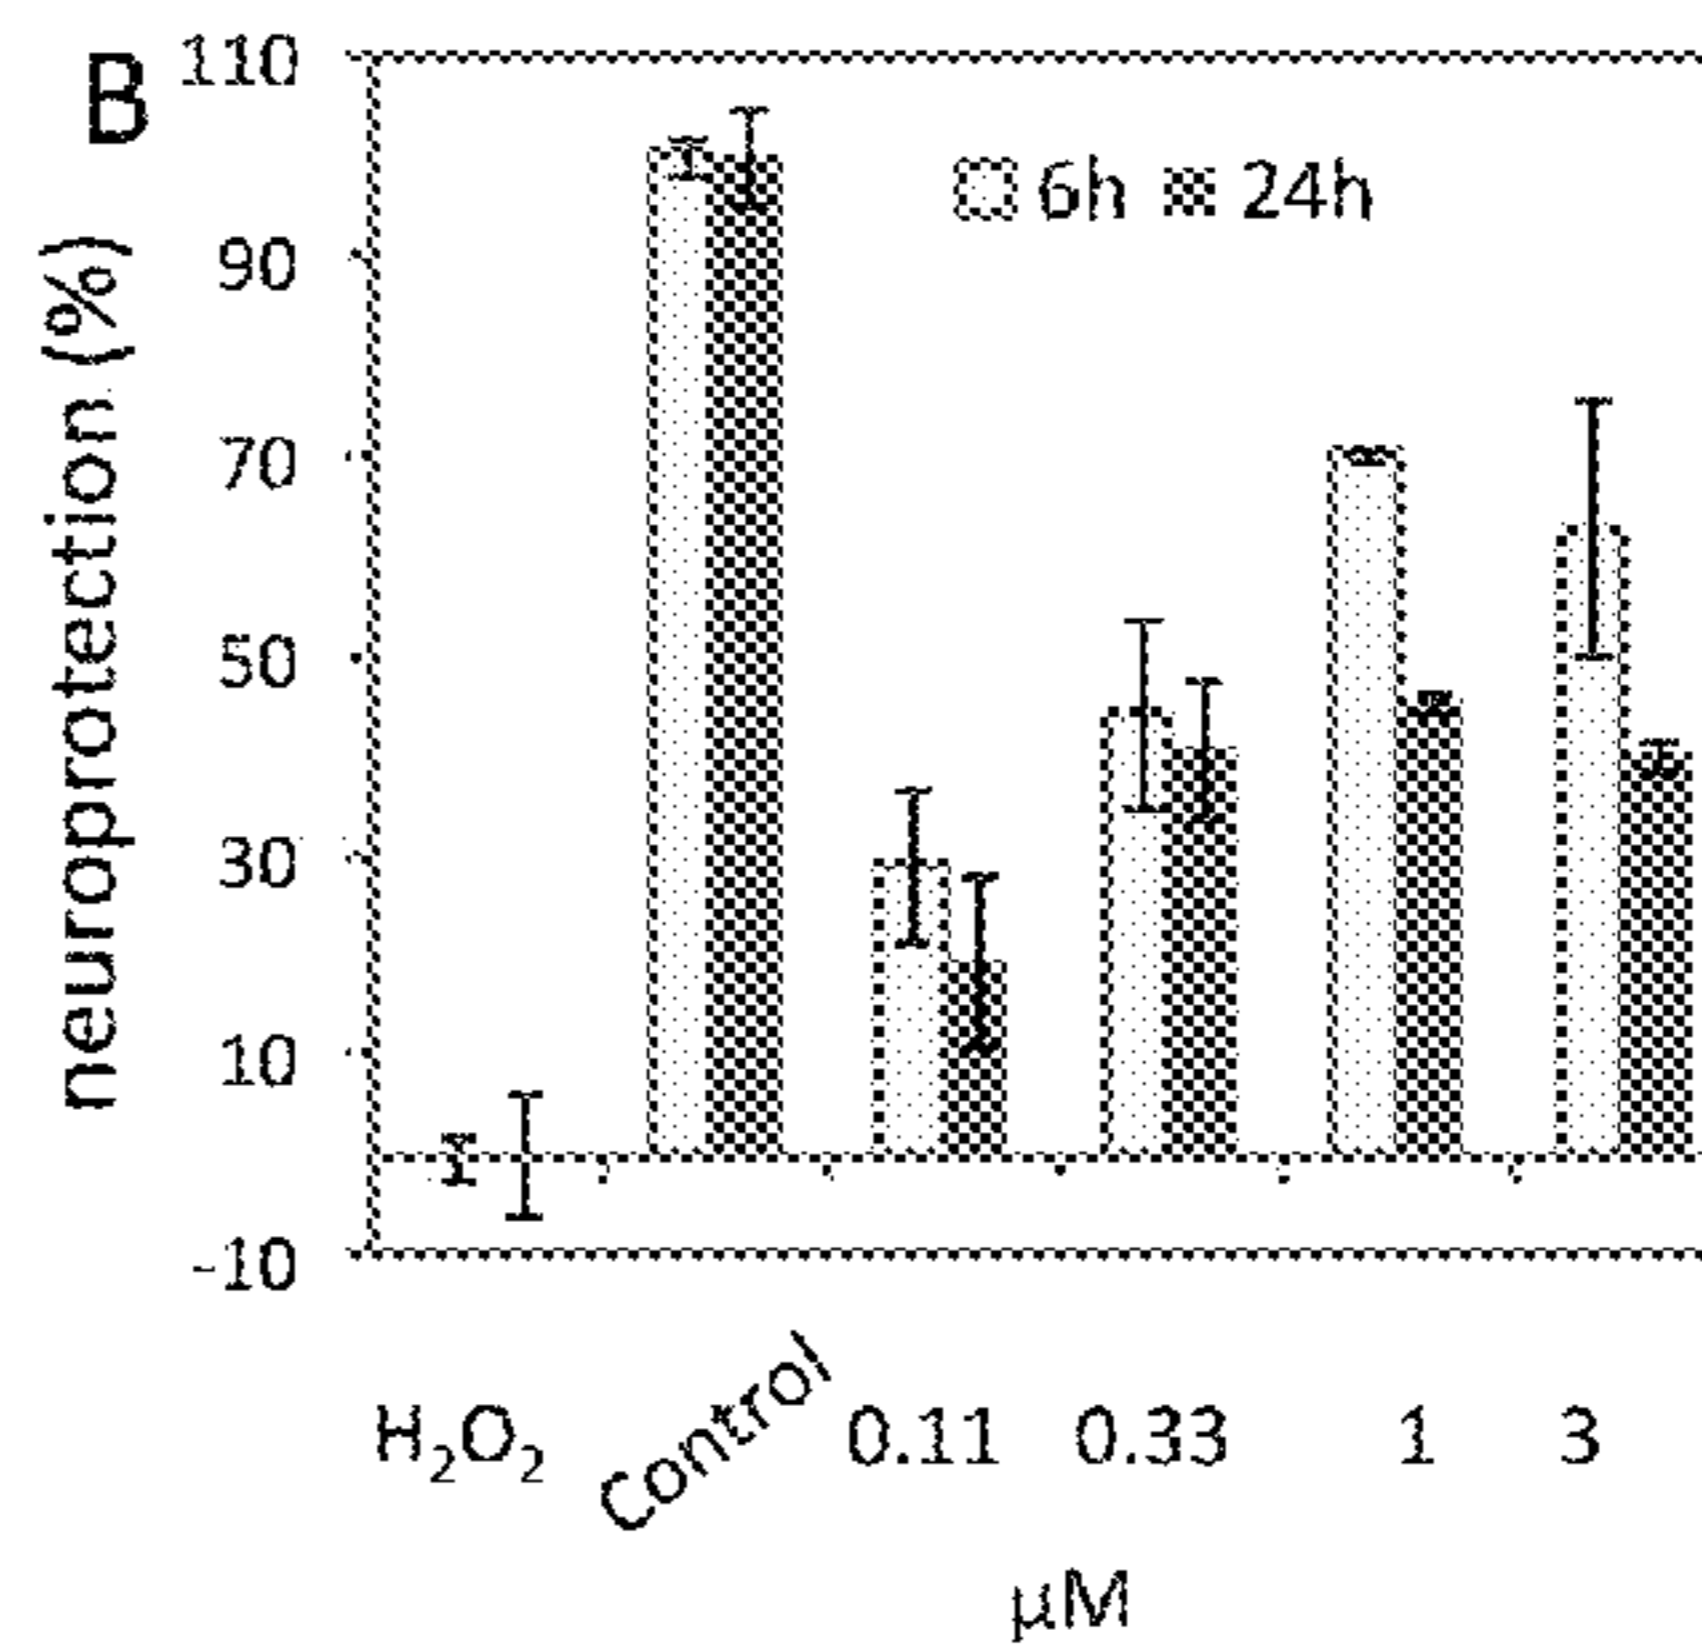 B
neuroprotection (%)
110
90
70
50
30
10
-10
6h 24h
H₂O₂ Control 0.11 0.33 1 3
μM